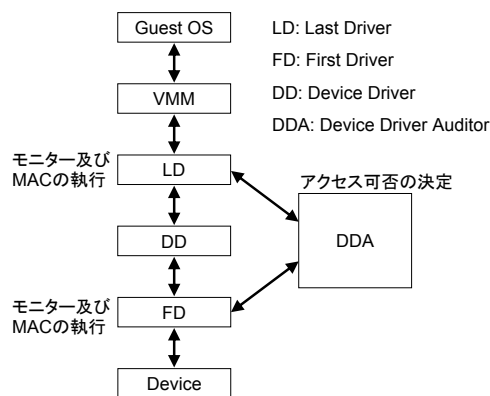 Guest OS
LD: Last Driver
FD: First Driver
VMM
DD: Device Driver
DDA: Device Driver Auditor
モニター及び
MACの執行
LD
アクセス可否の決定
DD
DDA
モニター及び
MACの執行
FD
Device